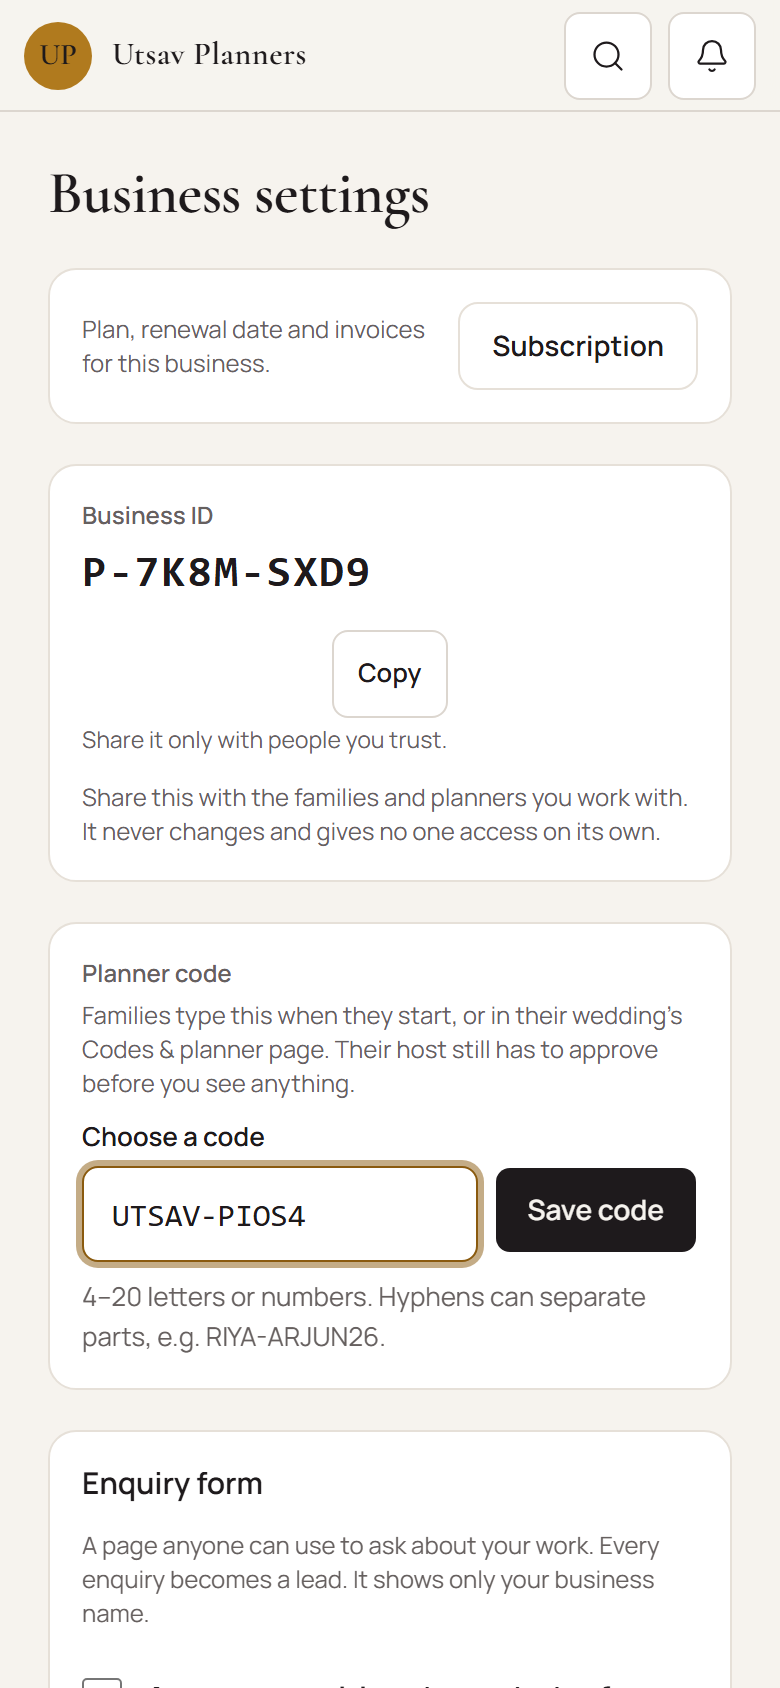 UP Utsav Planners
Business settings
Plan, renewal date and invoices
for this business.
Subscription
Business ID
P-7K8M-SXD9
Copy
Share it only with people you trust.
Share this with the families and planners you work with.
It never changes and gives no one access on its own.
Planner code
Families type this when they start, or in their wedding’s
Codes & planner page. Their host still has to approve
before you see anything.
Choose a code
UTSAV-PIOS4
Save code
4–20 letters or numbers. Hyphens can separate
parts, e.g. RIYA-ARJUN26.
Enquiry form
A page anyone can use to ask about your work. Every
enquiry becomes a lead. It shows only your business
name.